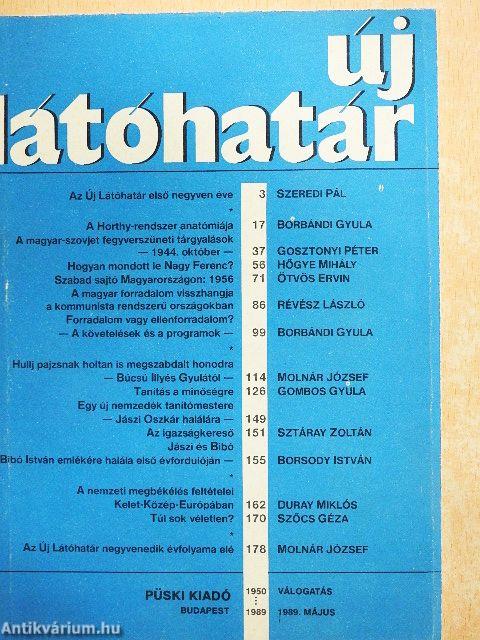 új
látóhatár
Az Új Látóhatár első negyven éve 3 SZEREDI PÁL
*
A Horthy-rendszer anatómiája 17 BORBÁNDI GYULA
A magyar-szovjet fegyverszüneti tárgyalások
— 1944. október — 37 GOSZTONYI PÉTER
Hogyan mondott le Nagy Ferenc? 56 HŐGYE MIHÁLY
Szabad sajtó Magyarországon: 1956 71 ÖTVÖS ERVIN
A magyar forradalom visszhangja
a kommunista rendszerű országokban 86 RÉVÉSZ LÁSZLÓ
Forradalom vagy ellenforradalom?
— A követelések és a programok — 99 BORBÁNDI GYULA
*
Hullj pajzsnak holtan is megszabdalt honodra
— Búcsú Illyés Gyulától — 114 MOLNÁR JÓZSEF
Tanítás a minőségre 126 GOMBOS GYULA
Egy új nemzedék tanítómestere
— Jászi Oszkár halálára — 149
Az igazságkereső 151 SZTÁRAY ZOLTÁN
Jászi és Bibó
Bibó István emlékére halála első évfordulóján — 155 BORSODY ISTVÁN
*
A nemzeti megbékélés feltételei
Kelet-Közép-Európában 162 DURAY MIKLÓS
Túl sok véletlen? 170 SZŐCS GÉZA
*
Az Új Látóhatár negyvenedik évfolyama elé 178 MOLNÁR JÓZSEF
PÜSKI KIADÓ 1950 VÁLOGATÁS
BUDAPEST 1989 1989. MÁJUS
Antikvárium.hu